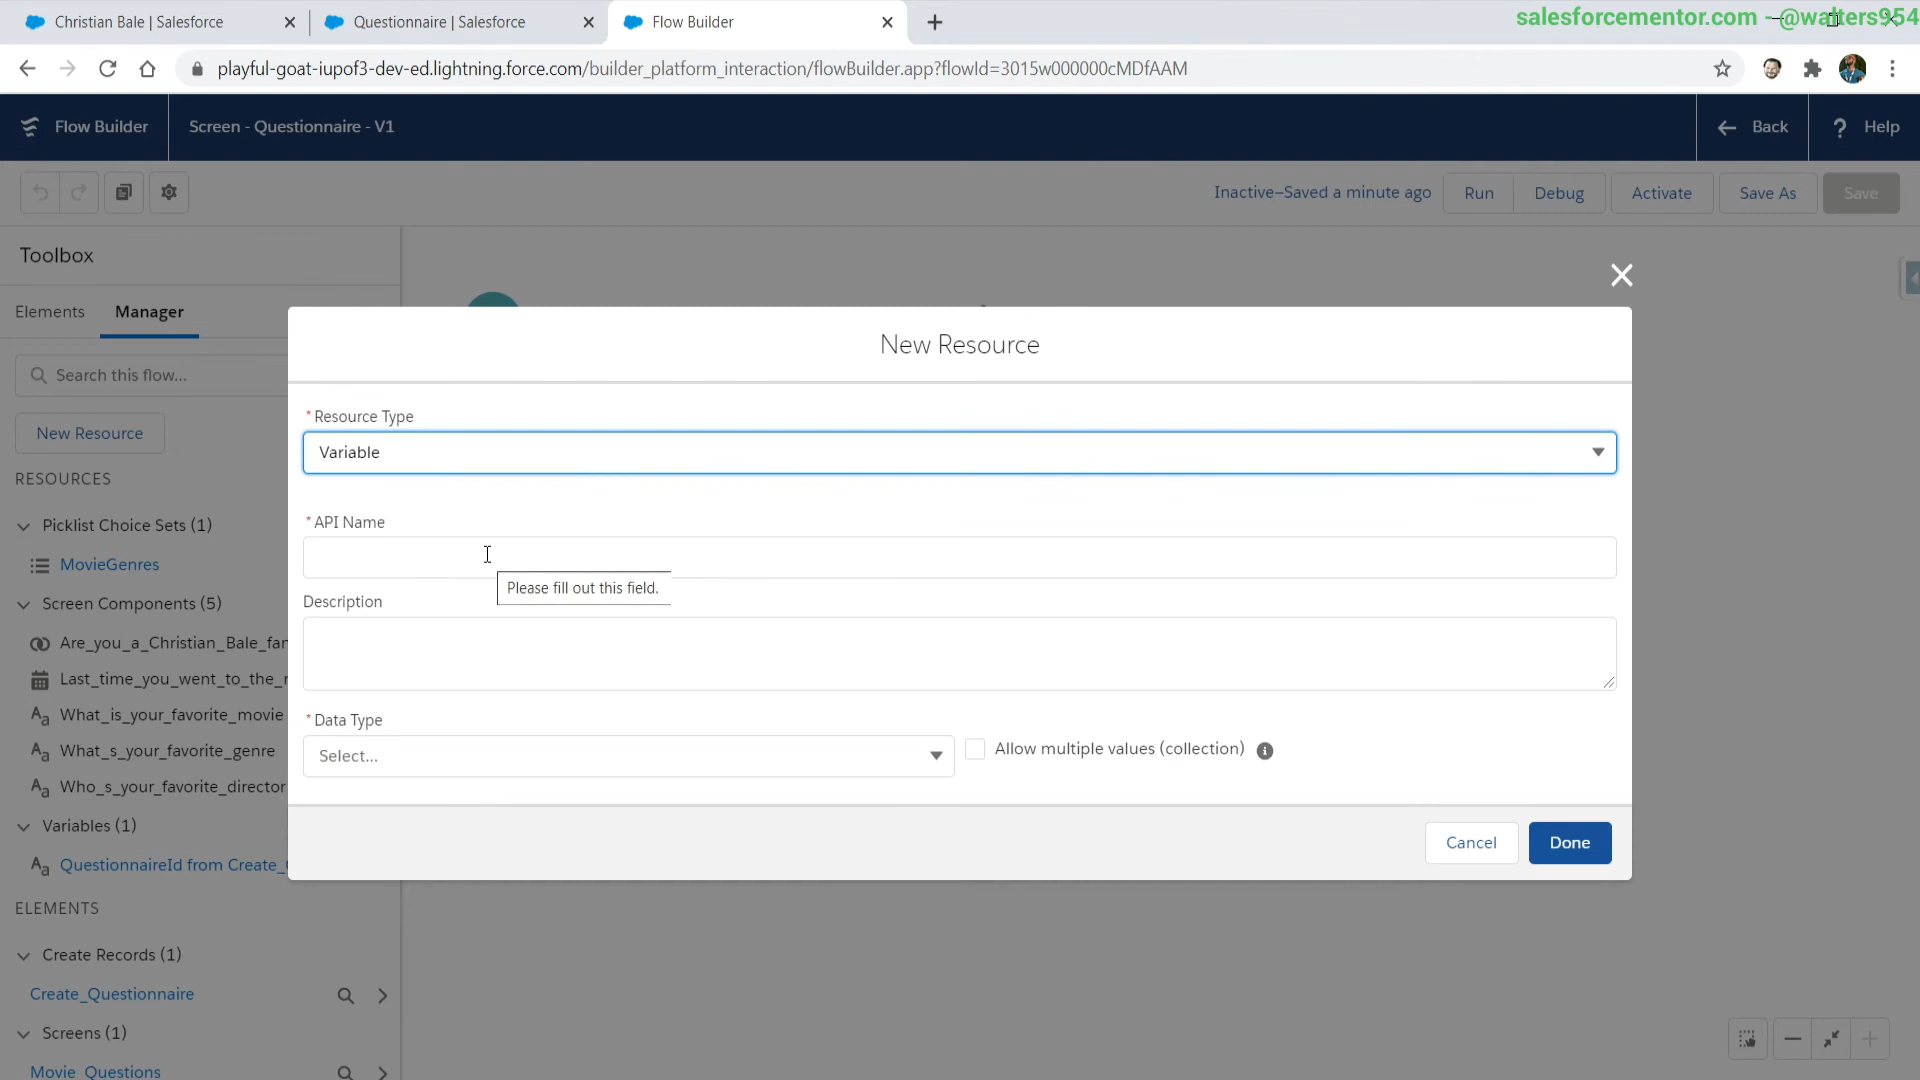 Christian Bale | Salesforce
Questionnaire | Salesforce
Flow Builder
salesforcementor.com - @walters954
playful-goat-iupof3-dev-ed.lightning.force.com/builder_platform_interaction/flowBuilder.app?flowId=3015w000000cMDfAAM
Flow Builder
Screen - Questionnaire - V1
Back
? Help
Inactive—Saved a minute ago
Run
Debug
Activate
Save As
Save
Toolbox
Elements
Manager
Search this flow...
New Resource
RESOURCES
Picklist Choice Sets (1)
MovieGenres
Screen Components (5)
Are_you_a_Christian_Bale_fan
Last_time_you_went_to_the_
What_is_your_favorite_movie
What_s_your_favorite_genre
Who_s_your_favorite_director
Variables (1)
QuestionnaireId from Create_
ELEMENTS
Create Records (1)
Create_Questionnaire
Screens (1)
Movie_Questions
New Resource
* Resource Type
Variable
* API Name
Please fill out this field.
Description
* Data Type
Select...
Allow multiple values (collection)
Cancel
Done